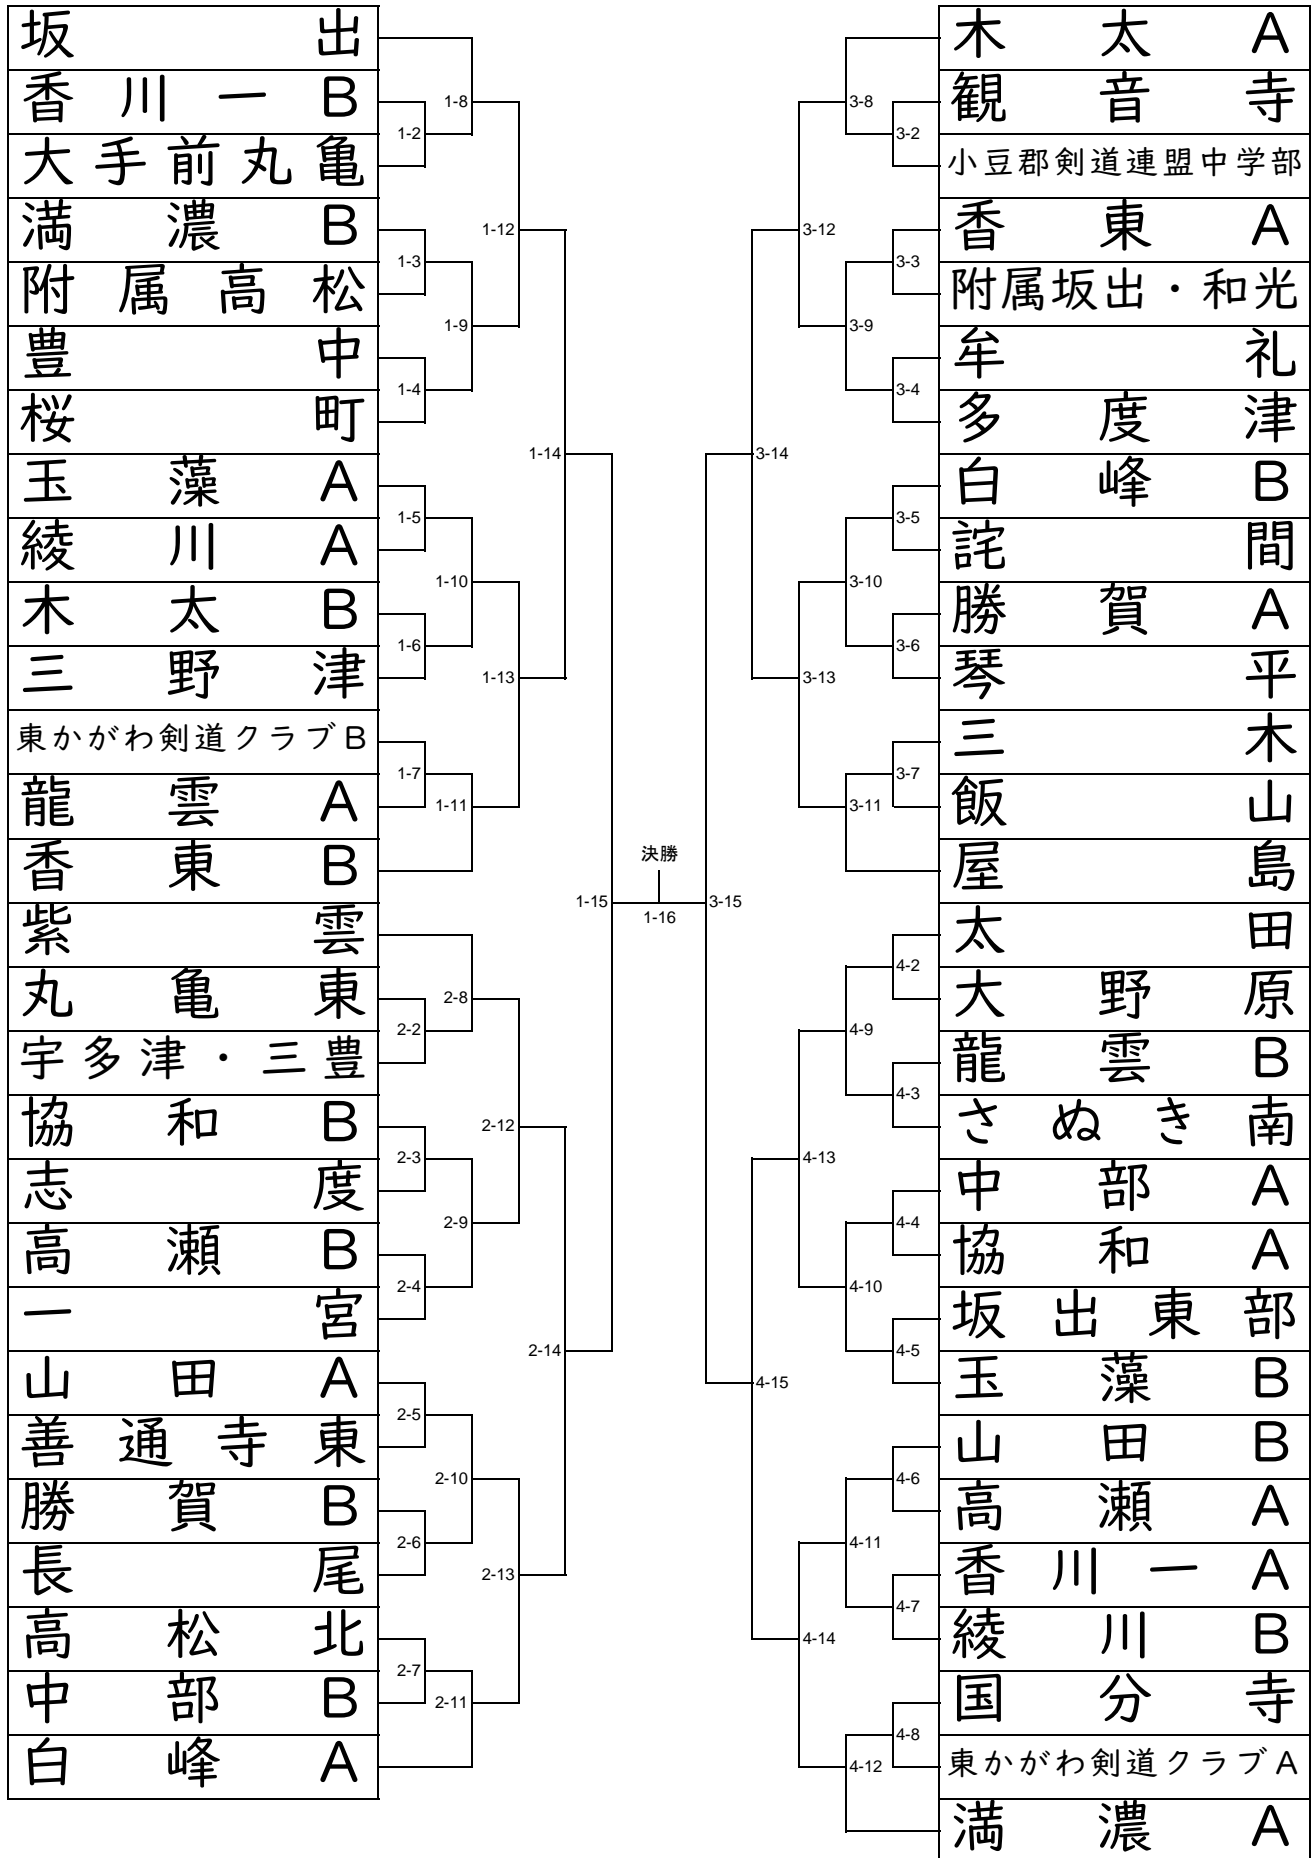 坂出
香川一B
1-8
1-2
大手前丸亀
満濃B
1-12
1-3
附属高松
1-9
豊中
1-4
桜町
1-14
玉藻A
1-5
綾川A
1-10
木太B
1-6
三野津
1-13
東かがわ剣道クラブB
1-7
龍雲A
1-11
香東B
1-15
紫雲
丸亀東
2-8
2-2
宇多津・三豊
協和B
2-12
2-3
志度
2-9
高瀬B
2-4
一宮
2-14
山田A
2-5
善通寺東
2-10
勝賀B
2-6
長尾
2-13
高松北
2-7
中部B
2-11
白峰A
決勝
1-16
木太A
3-8
観音寺
3-2
小豆郡剣道連盟中学部
3-12
香東A
3-3
附属坂出・和光
3-9
牟礼
3-4
多度津
3-14
白峰B
3-5
詫間
3-10
勝賀A
3-6
琴平
3-13
三木
3-7
飯山
3-11
屋島
3-15
太田
4-2
大野原
4-9
龍雲B
4-3
さぬき南
4-13
中部A
4-4
協和A
4-10
坂出東部
4-5
玉藻B
4-15
山田B
4-6
高瀬A
4-11
香川一A
4-7
綾川B
4-14
国分寺
4-8
東かがわ剣道クラブA
4-12
満濃A